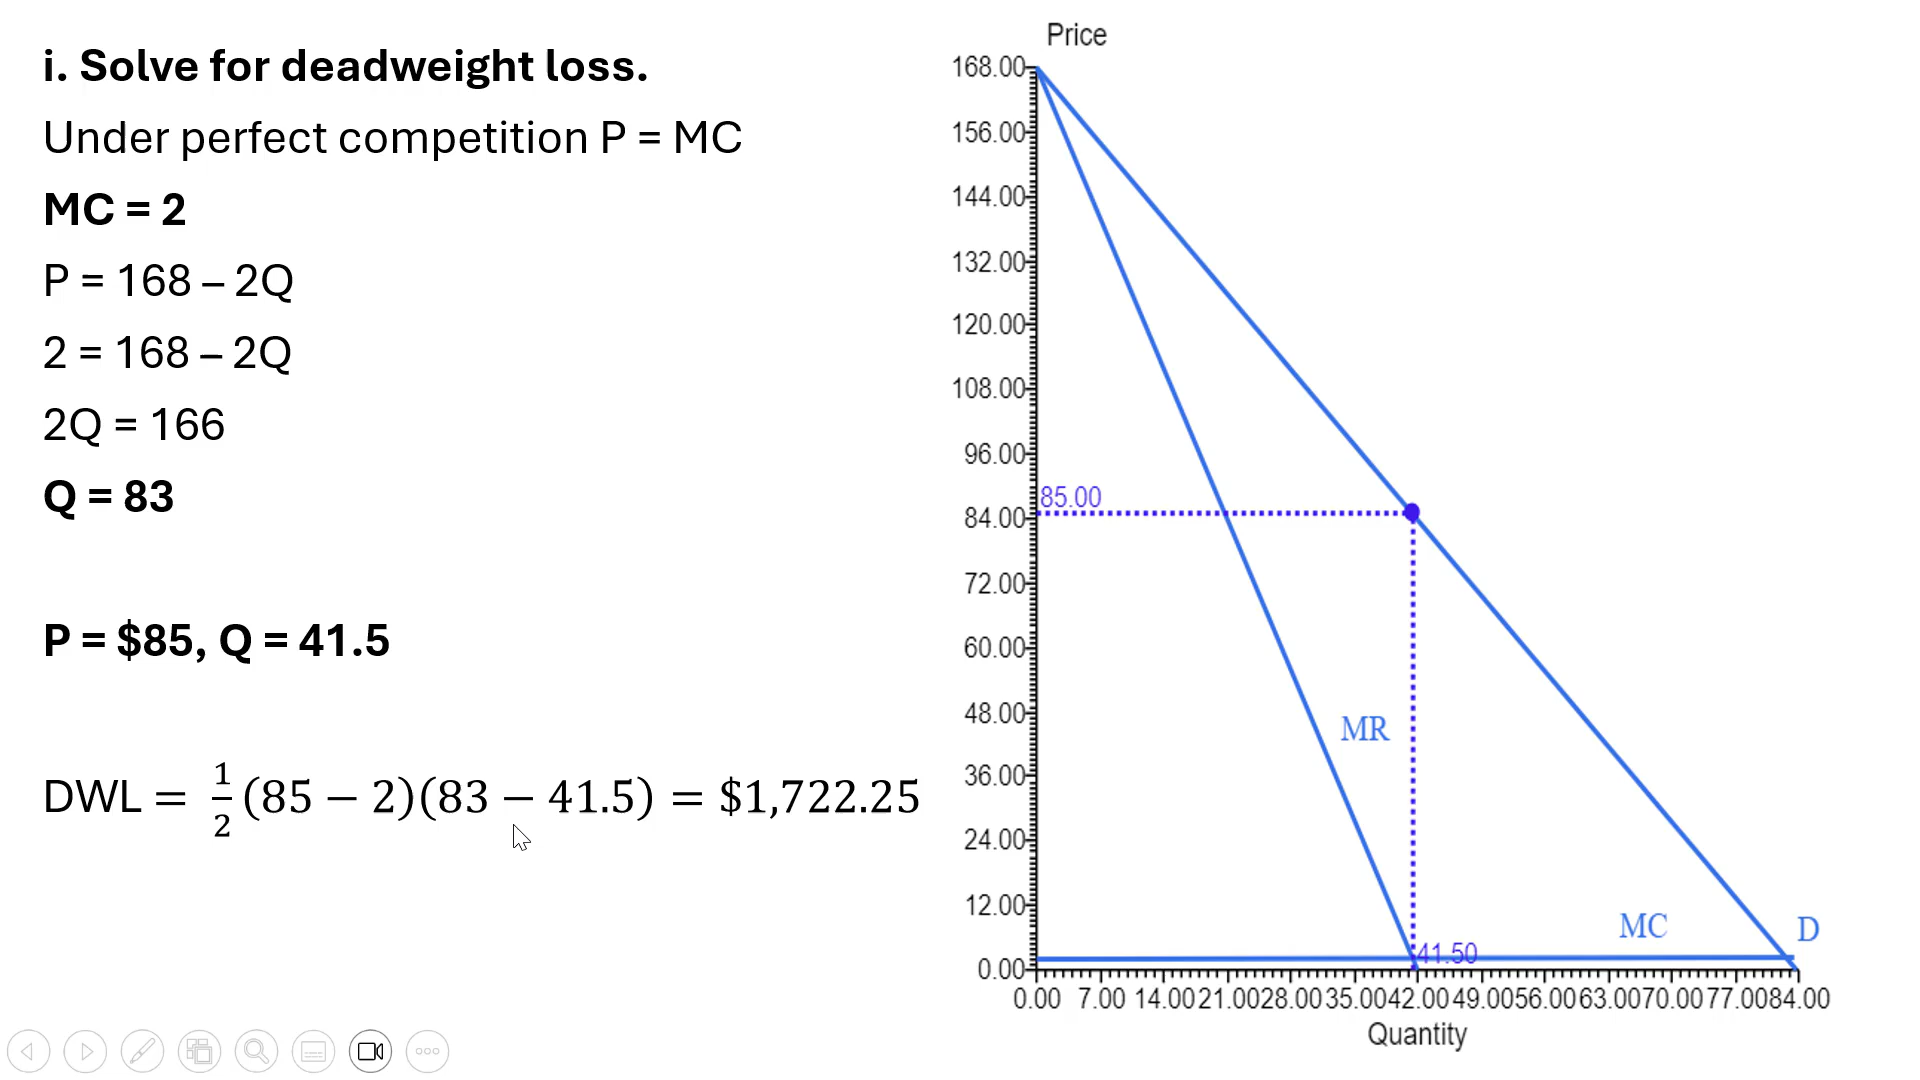 i. Solve for deadweight loss.
Under perfect competition P = MC
MC = 2
P = 168 – 2Q
2 = 168 – 2Q
2Q = 166
Q = 83
P = $85, Q = 41.5
DWL = 1/2 (85 − 2)(83 − 41.5) = $1,722.25
Price
168.00
156.00
144.00
132.00
120.00
108.00
96.00
85.00
84.00
72.00
60.00
48.00
MR
36.00
24.00
12.00
MC
D
41.50
0.00
0.00 7.00 14.00 21.00 28.00 35.00 42.00 49.00 56.00 63.00 70.00 77.00 84.00
Quantity